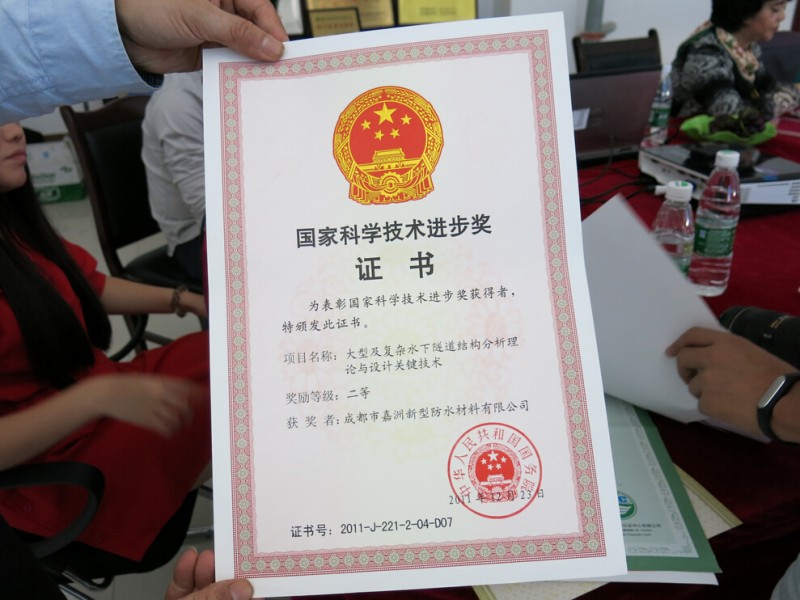 国家科学技术进步奖
证书
为表彰国家科学技术进步奖获得者，
特颁发此证书。
项目名称：大型及复杂水下隧道结构分析理
论与设计关键技术
奖励等级：二等
获奖者：成都市嘉洲新型防水材料有限公司
中华人民共和国国务院
2011年12月23日
证书号：2011-J-221-2-04-D07